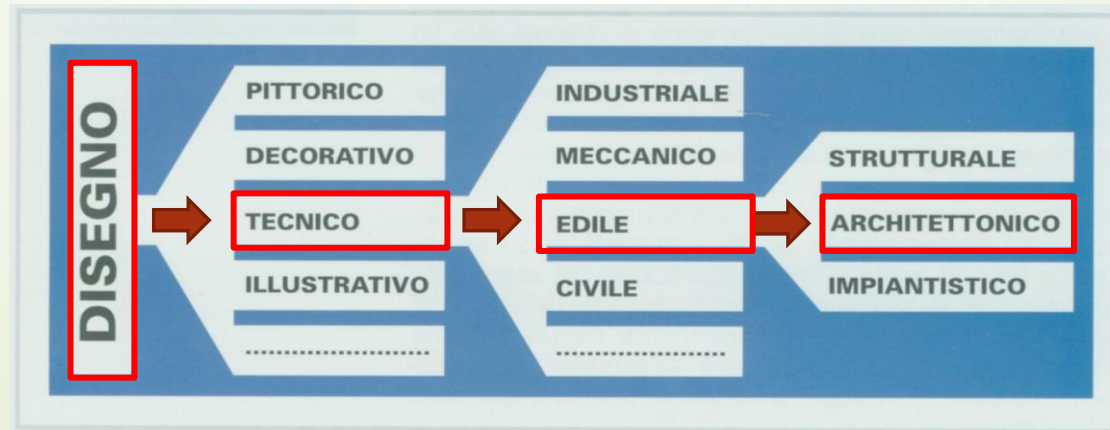 DISEGNO
PITTORICO
DECORATIVO
TECNICO
ILLUSTRATIVO
........................
INDUSTRIALE
MECCANICO
EDILE
CIVILE
......................
STRUTTURALE
ARCHITETTONICO
IMPIANTISTICO